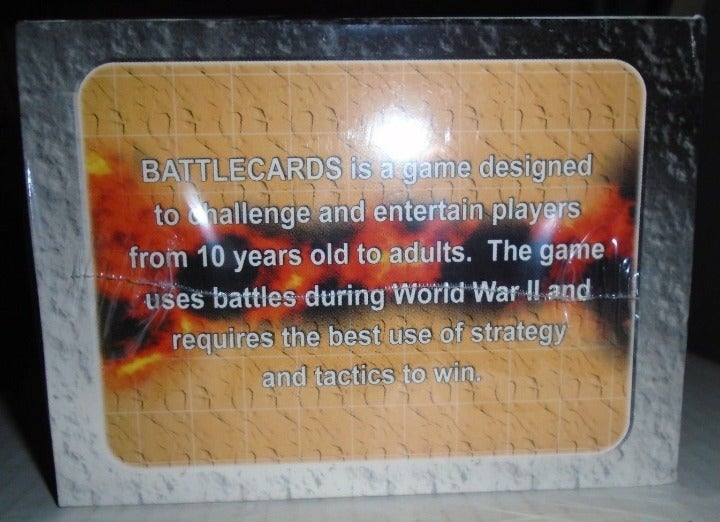 BATTLECARDS is a game designed
to challenge and entertain players
from 10 years old to adults. The game
uses battles during World War II and
requires the best use of strategy
and tactics to win.